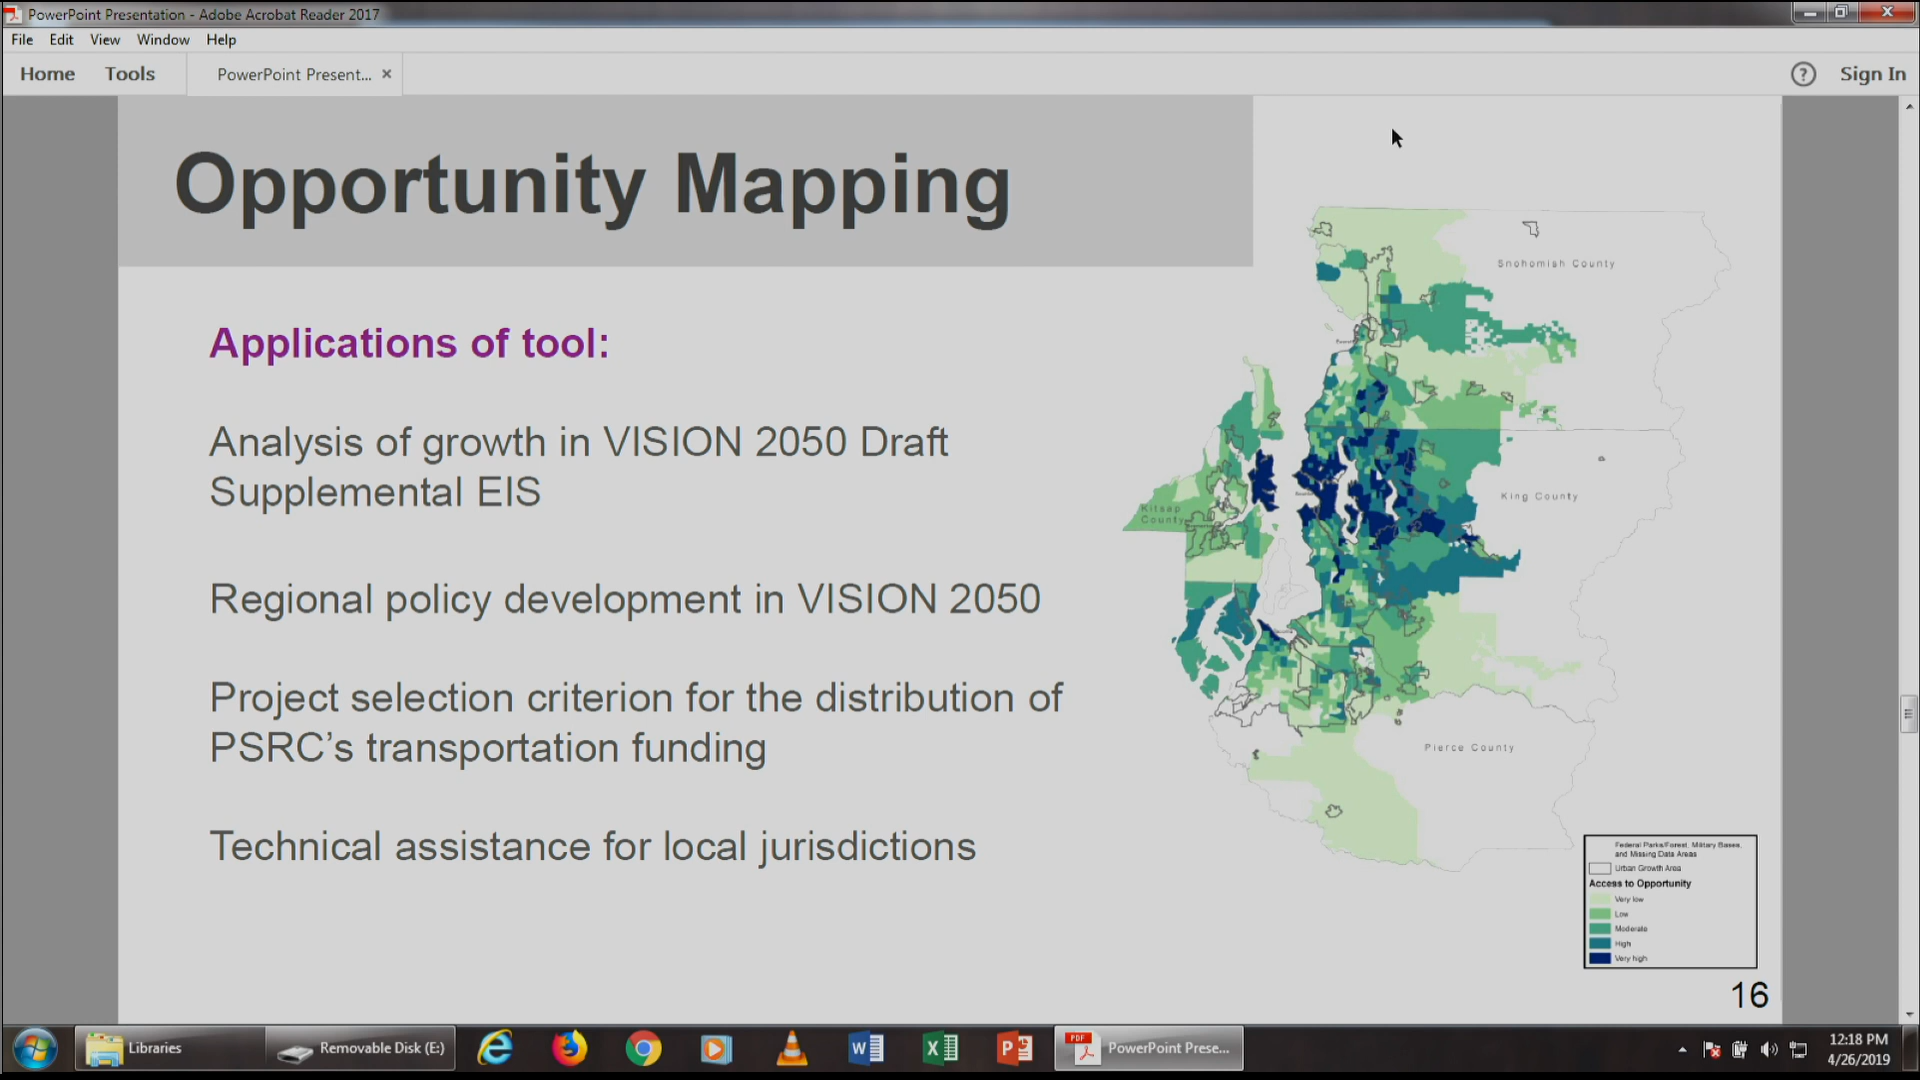 PowerPoint Presentation - Adobe Acrobat Reader 2017
File Edit View Window Help
Home Tools PowerPoint Present... × ? Sign In
Opportunity Mapping
Applications of tool:
Analysis of growth in VISION 2050 Draft
Supplemental EIS
Regional policy development in VISION 2050
Project selection criterion for the distribution of
PSRC’s transportation funding
Technical assistance for local jurisdictions
Snohomish County
King County
Kitsap
County
Pierce County
Federal Parks/Forest, Military Bases,
and Missing Data Areas
Urban Growth Area
Access to Opportunity
Very low
Low
Moderate
High
Very high
16
Libraries
Removable Disk (E:)
PowerPoint Prese...
12:18 PM
4/26/2019